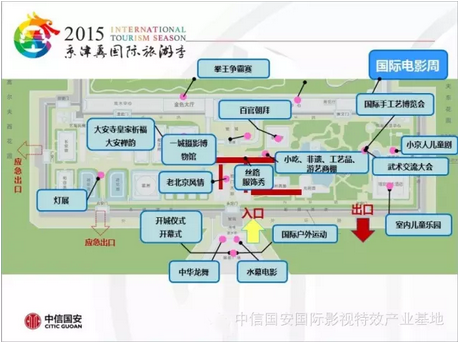 2015 INTERNATIONAL
TOURISM SEASON
京津冀国际旅游季
拳王争霸赛
国际电影周
百官朝拜
国际手工艺博览会
大安寺皇家祈福
大安禅韵
一城摄影博
物馆
小吃、非遗、工艺品、
游艺商棚
小京人儿童剧
武术交流大会
老北京风情
丝路
服饰秀
应急出口
灯展
应急出口
开城仪式
开幕式
入口
国际户外运动
出口
室内儿童乐园
中华龙舞
水幕电影
中信国安
CITIC GUOAN
中信国安国际影视特效产业基地